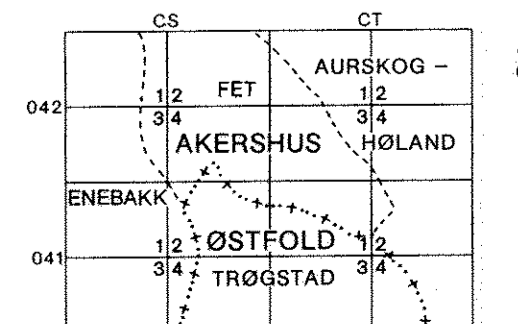 CS CT
AURSKOG –
FET
1 2 1 2
042
3 4 3 4
AKERSHUS HØLAND
ENEBAKK
1 2 ØSTFOLD 1 2
041
3 4 TRØGSTAD 3 4